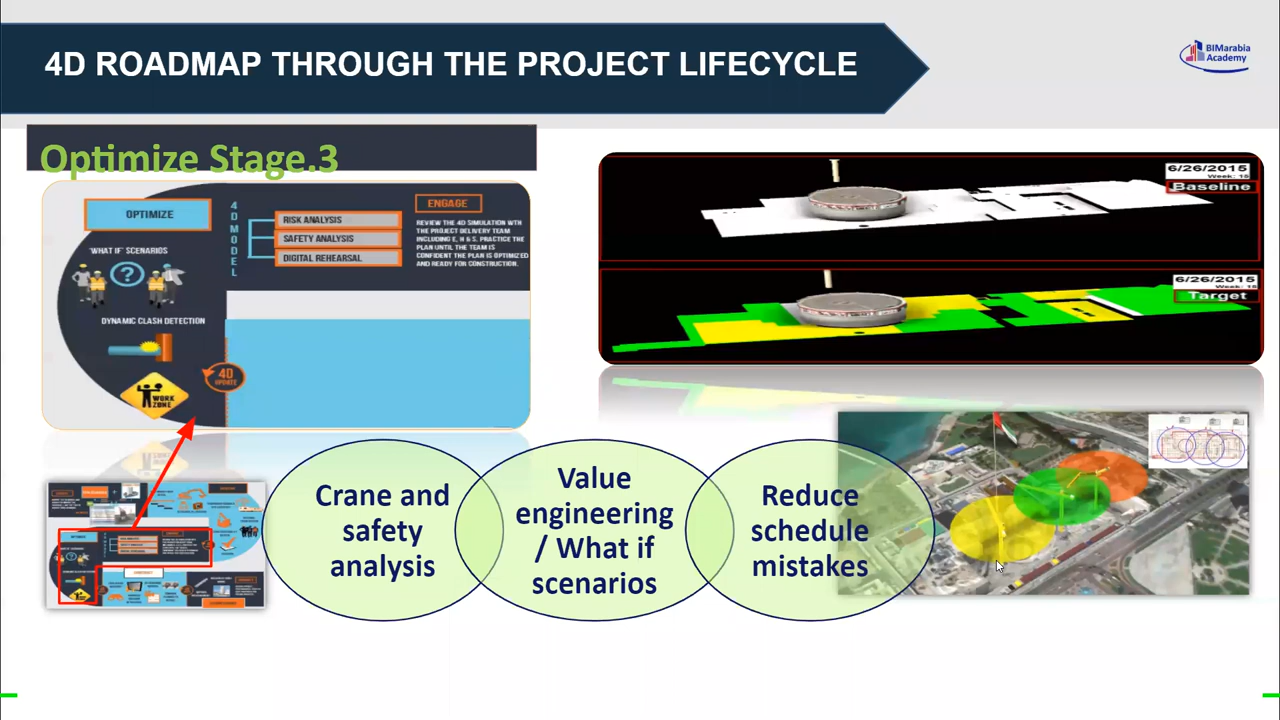 4D ROADMAP THROUGH THE PROJECT LIFECYCLE
BIMarabia
Academy
Optimize Stage.3
OPTIMIZE
'WHAT IF' SCENARIOS
?
DYNAMIC CLASH DETECTION
WORK
ZONE
4D
UPDATE
4D MODEL
RISK ANALYSIS
SAFETY ANALYSIS
DIGITAL REHEARSAL
ENGAGE
REVIEW THE 4D SIMULATION WTH
THE PROJECT DELIVERY TEAM
INCLUDING E, H & S. PRACTICE THE
PLAN UNTIL THE TEAM IS
CONFIDENT THE PLAN IS OPTIMIZED
AND READY FOR CONSTRUCTION.
6/26/2015
Week: 15
Baseline
6/26/2015
Week: 15
Target
Crane and
safety
analysis
Value
engineering
/ What if
scenarios
Reduce
schedule
mistakes